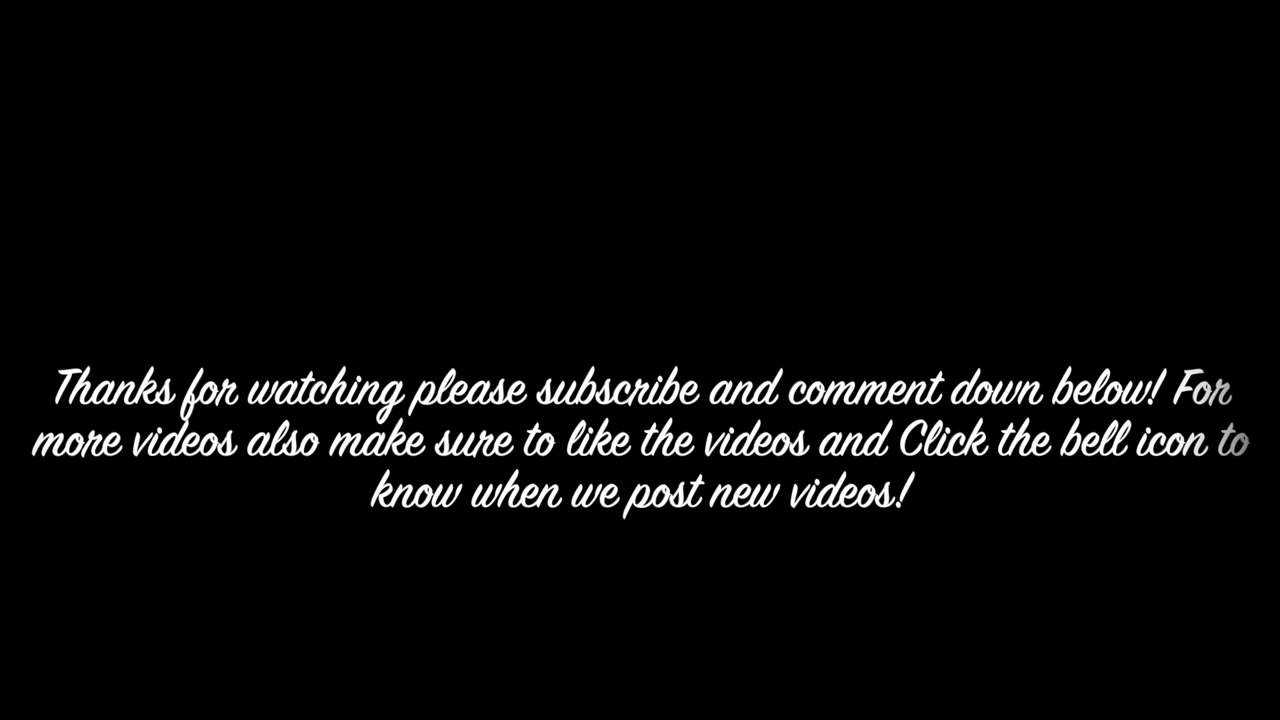 Thanks for watching please subscribe and comment down below! For
more videos also make sure to like the videos and Click the bell icon to
know when we post new videos!